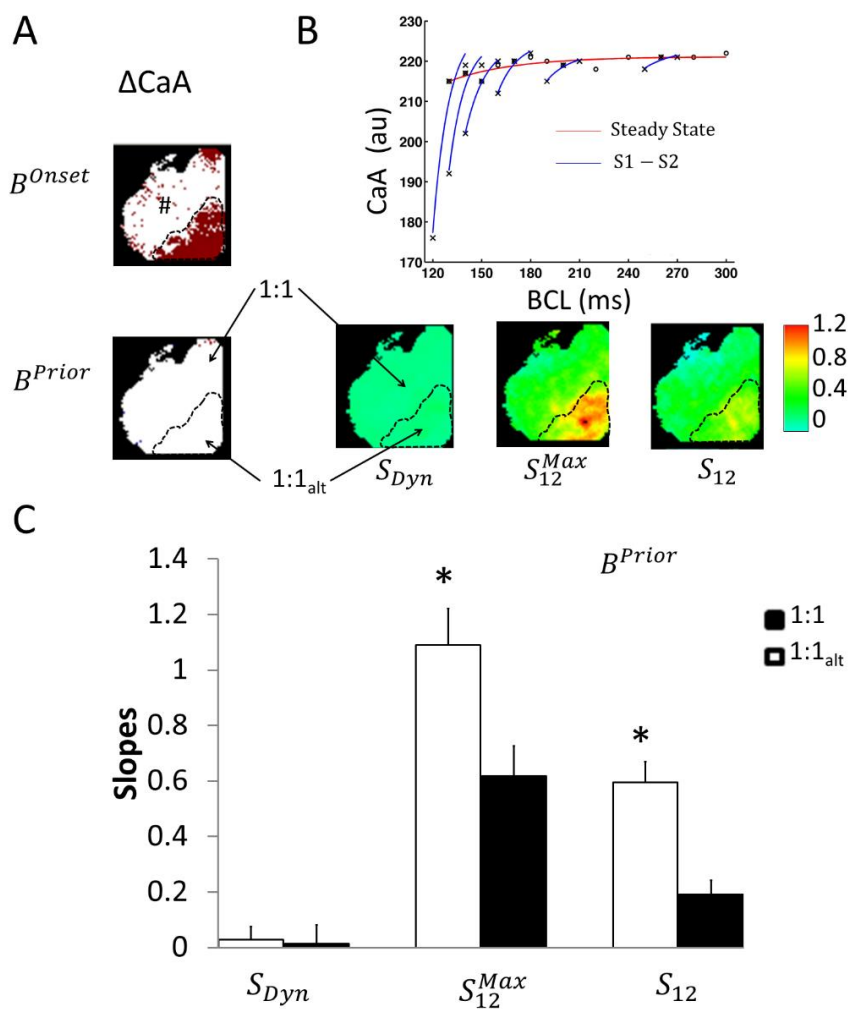 A
B
ΔCaA
B^Onset
#
CaA (au)
230
220
210
200
190
180
170
Steady State
S1 − S2
120 150 180 210 240 270 300
BCL (ms)
1:1
B^Prior
1:1alt
S_Dyn
S_12^Max
S_12
1.2
0.8
0.4
0
C
Slopes
1.4
1.2
1
0.8
0.6
0.4
0.2
0
*
*
B^Prior
1:1
1:1alt
S_Dyn
S_12^Max
S_12